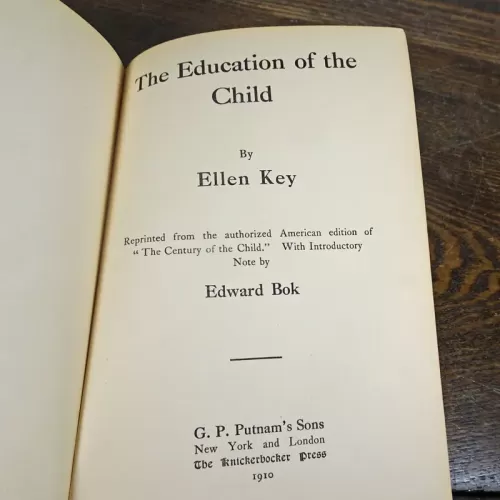 The Education of the
Child
By
Ellen Key
Reprinted from the authorized American edition of
"The Century of the Child." With Introductory
Note by
Edward Bok
G. P. Putnam's Sons
New York and London
The Knickerbocker Press
1910